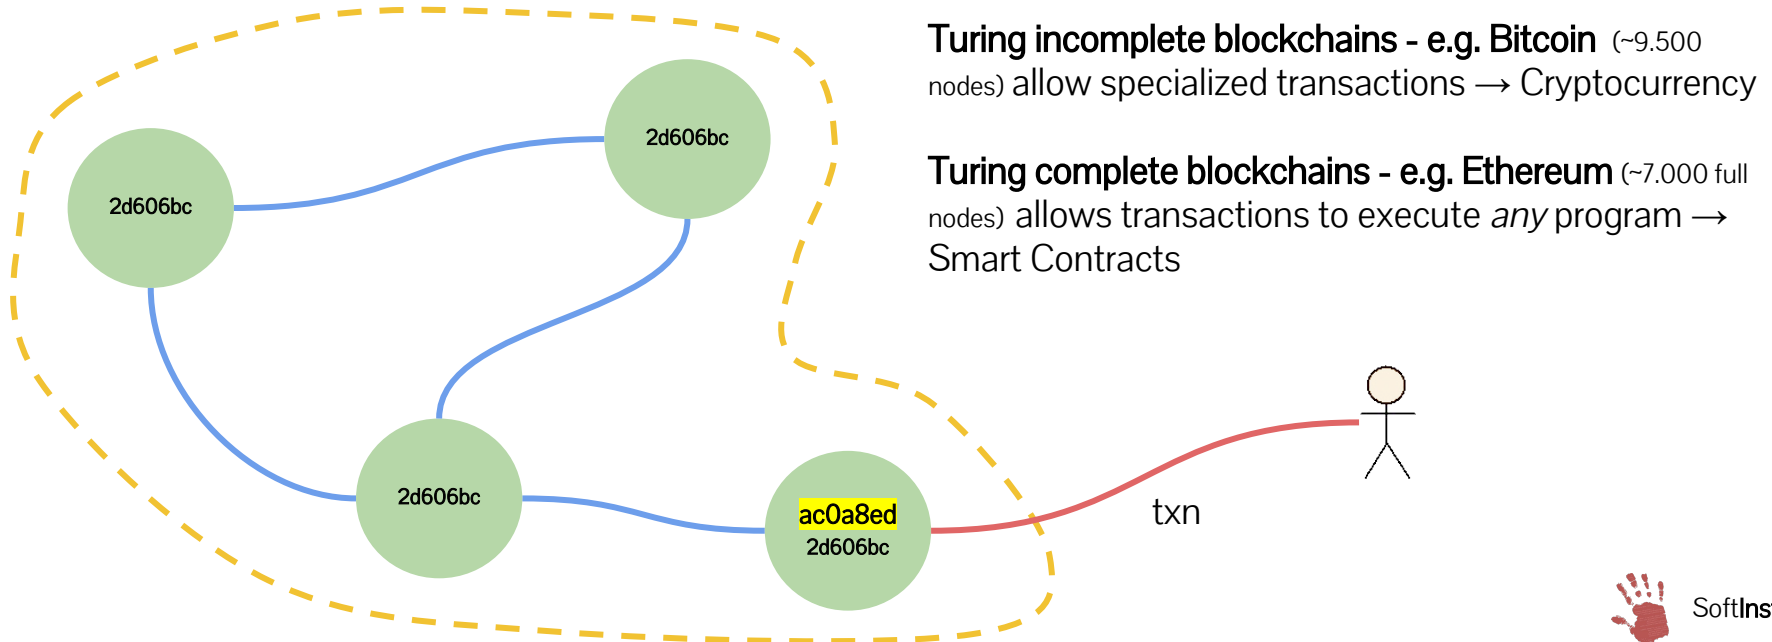 Turing incomplete blockchains - e.g. Bitcoin (~9.500
nodes) allow specialized transactions → Cryptocurrency
Turing complete blockchains - e.g. Ethereum (~7.000 full
nodes) allows transactions to execute any program →
Smart Contracts
2d606bc
2d606bc
2d606bc
ac0a8ed
2d606bc
txn
SoftIns